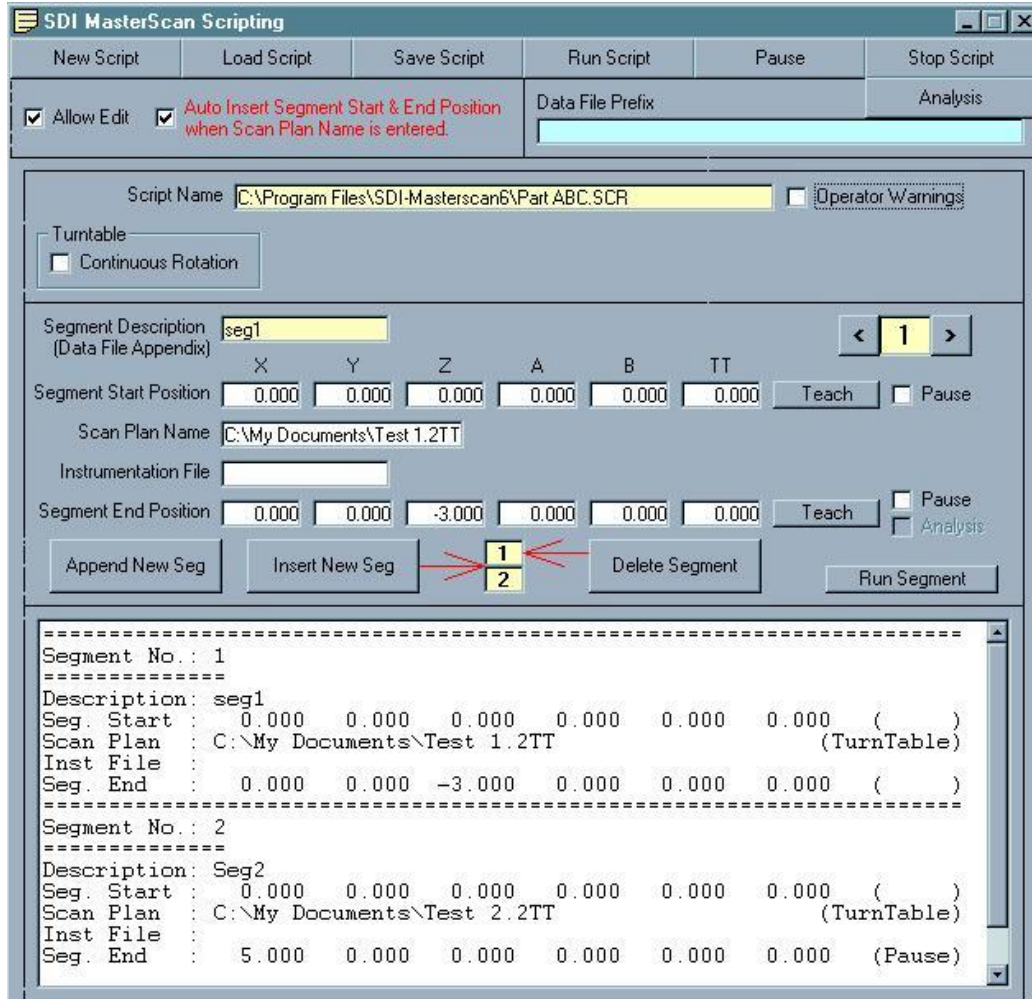 SDI MasterScan Scripting
New Script Load Script Save Script Run Script Pause Stop Script
Allow Edit Auto Insert Segment Start & End Position
when Scan Plan Name is entered.
Data File Prefix Analysis
Script Name C:\Program Files\SDI-Masterscan6\Part ABC.SCR Operator Warnings
Turntable
Continuous Rotation
Segment Description seg1
(Data File Appendix) < 1 >
X Y Z A B TT
Segment Start Position 0.000 0.000 0.000 0.000 0.000 0.000 Teach Pause
Scan Plan Name C:\My Documents\Test 1.2TT
Instrumentation File
Segment End Position 0.000 0.000 -3.000 0.000 0.000 0.000 Teach Pause
Analysis
Append New Seg Insert New Seg 1 Delete Segment
2 Run Segment
======================================================================
Segment No.: 1
==============
Description: seg1
Seg. Start : 0.000 0.000 0.000 0.000 0.000 0.000 ( )
Scan Plan : C:\My Documents\Test 1.2TT (TurnTable)
Inst File :
Seg. End : 0.000 0.000 -3.000 0.000 0.000 0.000 ( )
======================================================================
Segment No.: 2
==============
Description: Seg2
Seg. Start : 0.000 0.000 0.000 0.000 0.000 0.000 ( )
Scan Plan : C:\My Documents\Test 2.2TT (TurnTable)
Inst File :
Seg. End : 5.000 0.000 0.000 0.000 0.000 0.000 (Pause)